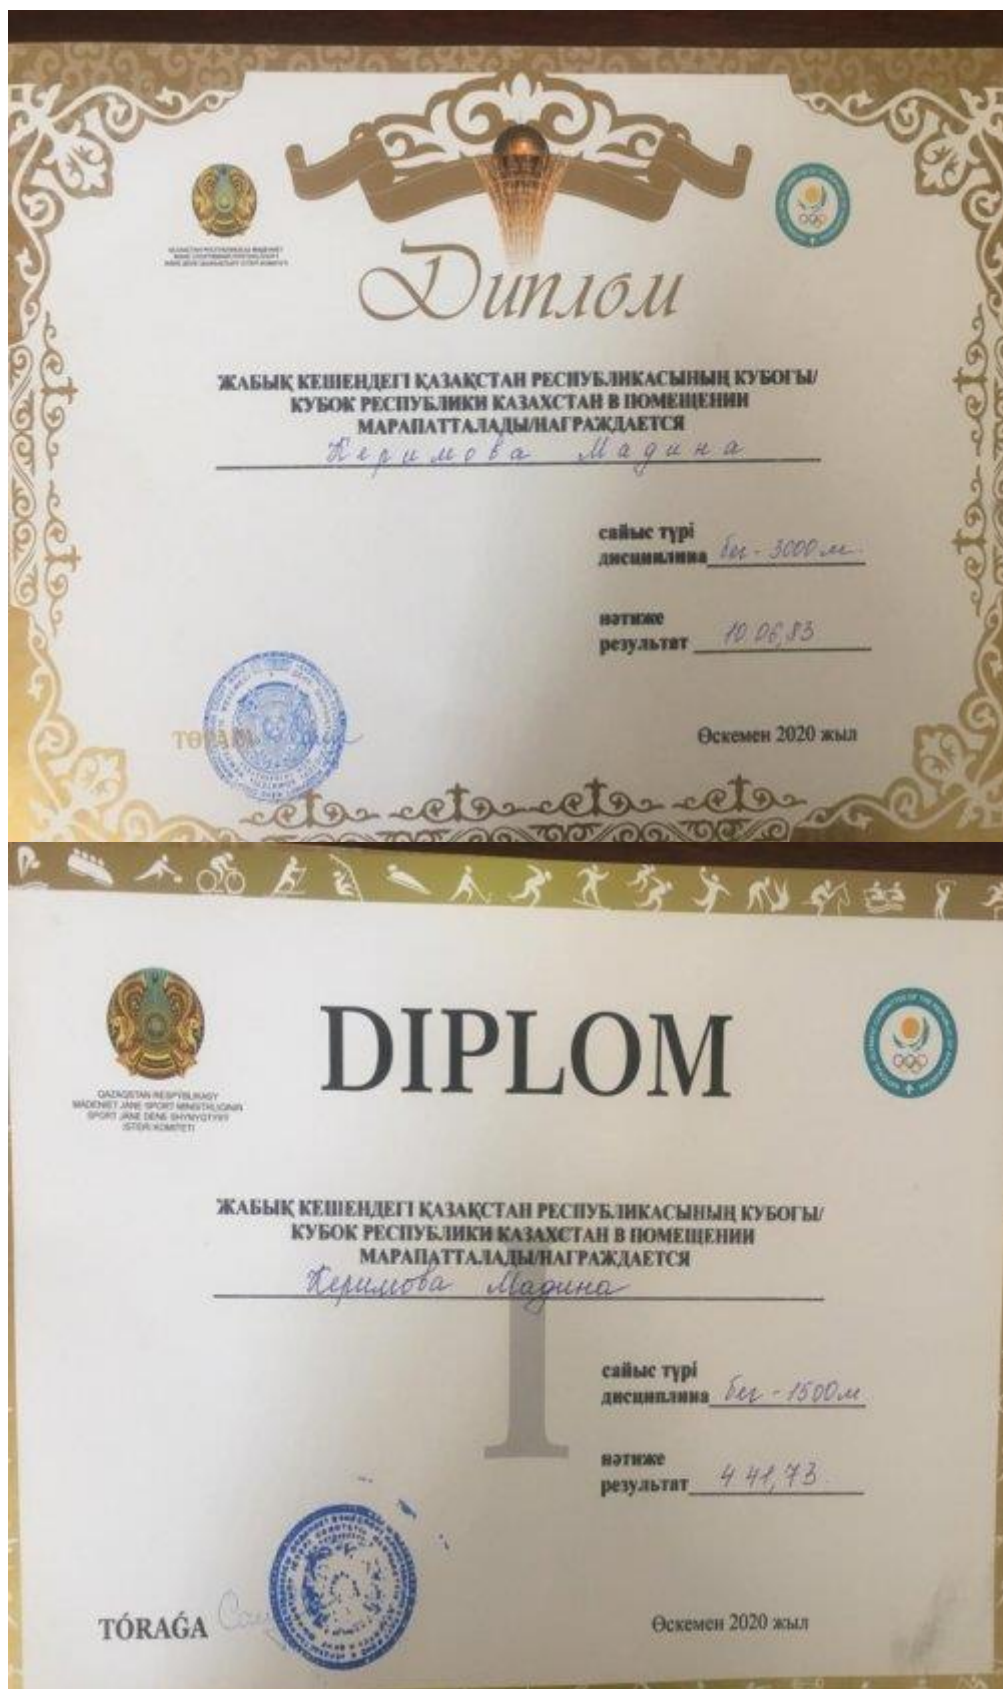 Диплом
ЖАБЫҚ КЕШЕНДЕГІ ҚАЗАҚСТАН РЕСПУБЛИКАСЫНЫҢ КУБОГЫ/
КУБОК РЕСПУБЛИКИ КАЗАХСТАН В ПОМЕЩЕНИИ
МАРАПАТТАЛАДЫ/НАГРАЖДАЕТСЯ
Керимова Мадина
сайыс түрі
дисциплина бег - 3000 м
нәтиже
результат 10.06,83
ТӨРАҒА
Өскемен 2020 жыл
DIPLOM
QAZAQSTAN RESPÝBLIKASY
MÁDENIET JÁNE SPORT MINISTRLIGINIŃ
SPORT JÁNE DENE SHYNYQTYRÝ
ISTERI KOMITETI
ЖАБЫҚ КЕШЕНДЕГІ ҚАЗАҚСТАН РЕСПУБЛИКАСЫНЫҢ КУБОГЫ/
КУБОК РЕСПУБЛИКИ КАЗАХСТАН В ПОМЕЩЕНИИ
МАРАПАТТАЛАДЫ/НАГРАЖДАЕТСЯ
Керимова Мадина
I
сайыс түрі
дисциплина бег - 1500 м
нәтиже
результат 4 41,73
TÓRAǴA
Өскемен 2020 жыл